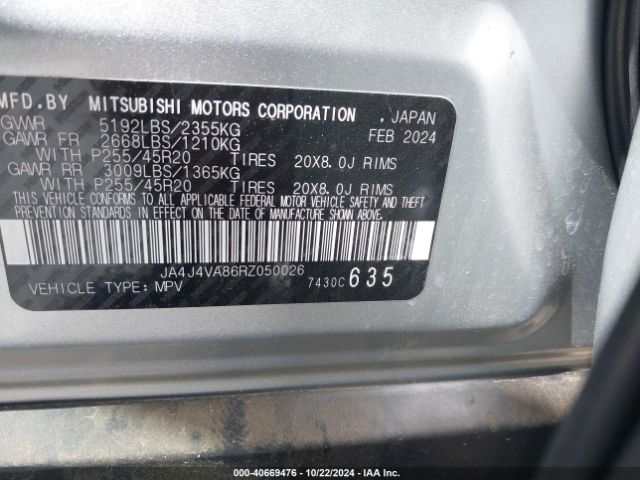 MFD.BY MITSUBISHI MOTORS CORPORATION . JAPAN
GVWR 5192LBS/2355KG FEB 2024
GAWR FR 2668LBS/1210KG
WITH P255/45R20 TIRES 20X8.0J RIMS
GAWR RR 3009LBS/1365KG
WITH P255/45R20 TIRES 20X8.0J RIMS
THIS VEHICLE CONFORMS TO ALL APPLICABLE FEDERAL MOTOR VEHICLE SAFETY AND THEFT
PREVENTION STANDARDS IN EFFECT ON THE DATE OF MANUFACTURE SHOWN ABOVE.
JA4J4VA86RZ050026
VEHICLE TYPE: MPV 7430C 635
000-40669476 - 10/22/2024 - IAA Inc.